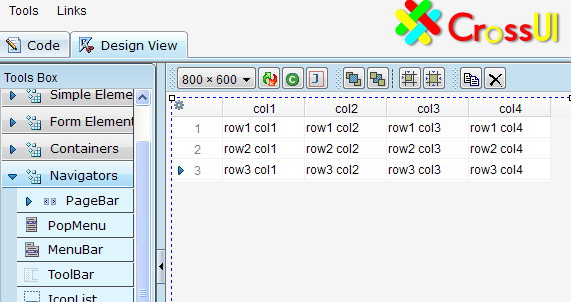 Tools Links
CrossUI
Code Design View
Tools Box
800 × 600
J
Simple Eleme
Form Element
Containers
Navigators
PageBar
PopMenu
MenuBar
ToolBar
IconList
col1 col2 col3 col4
1 row1 col1 row1 col2 row1 col3 row1 col4
2 row2 col1 row2 col2 row2 col3 row2 col4
3 row3 col1 row3 col2 row3 col3 row3 col4